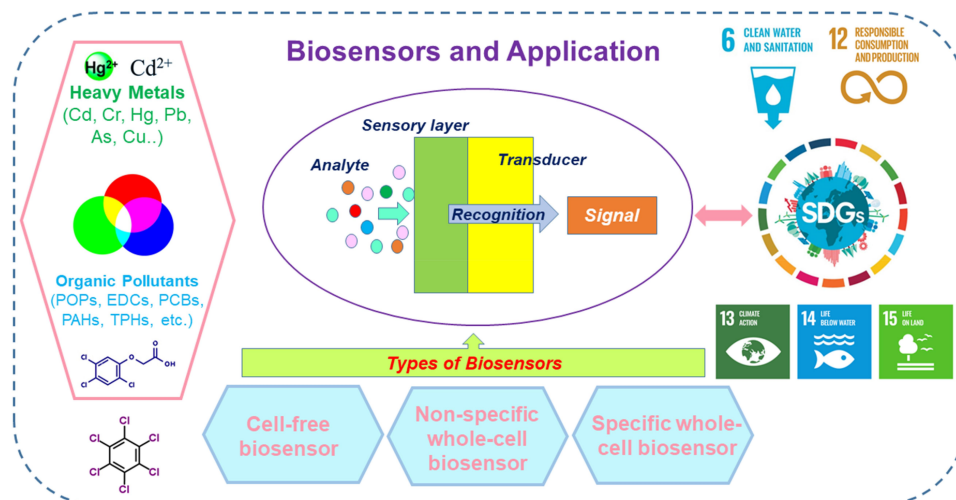 Biosensors and Application
Hg2+ Cd2+
Heavy Metals
(Cd, Cr, Hg, Pb,
As, Cu..)
Organic Pollutants
(POPs, EDCs, PCBs,
PAHs, TPHs, etc.)
Cl
Cl
Cl
O
O
OH
Cl
Cl
Cl
Cl
Cl
Cl
Sensory layer
Analyte
Transducer
Recognition
Signal
Types of Biosensors
Cell-free
biosensor
Non-specific
whole-cell
biosensor
Specific whole-
cell biosensor
6 CLEAN WATER
AND SANITATION
12 RESPONSIBLE
CONSUMPTION
AND PRODUCTION
SDGs
13 CLIMATE
ACTION
14 LIFE
BELOW WATER
15 LIFE
ON LAND